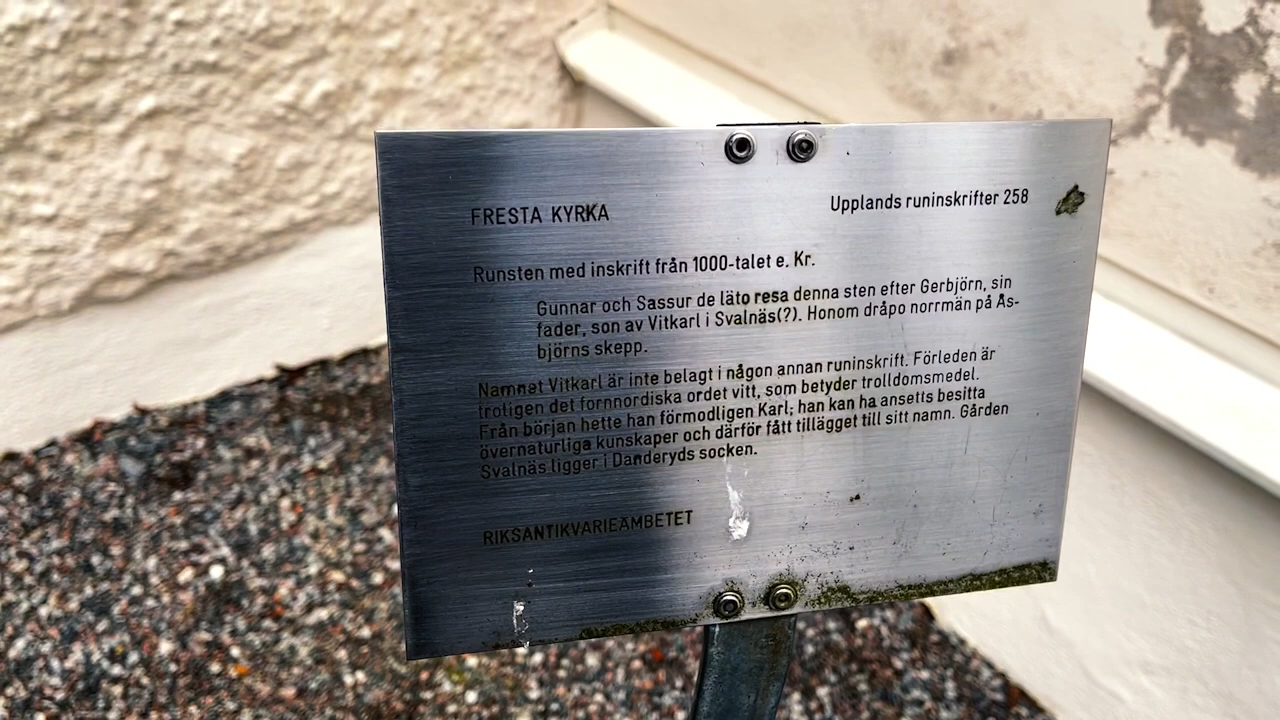 FRESTA KYRKA
Upplands runinskrifter 258
Runsten med inskrift från 1000-talet e. Kr.
Gunnar och Sassur de läto resa denna sten efter Gerbjörn, sin
fader, son av Vitkarl i Svalnäs(?). Honom dråpo norrmän på Ås-
björns skepp.
Namnet Vitkarl är inte belagt i någon annan runinskrift. Förleden är
troligen det fornnordiska ordet vitt, som betyder trolldomsmedel.
Från början hette han förmodligen Karl; han kan ha ansetts besitta
övernaturliga kunskaper och därför fått tillägget till sitt namn. Gården
Svalnäs ligger i Danderyds socken.
RIKSANTIKVARIEÄMBETET